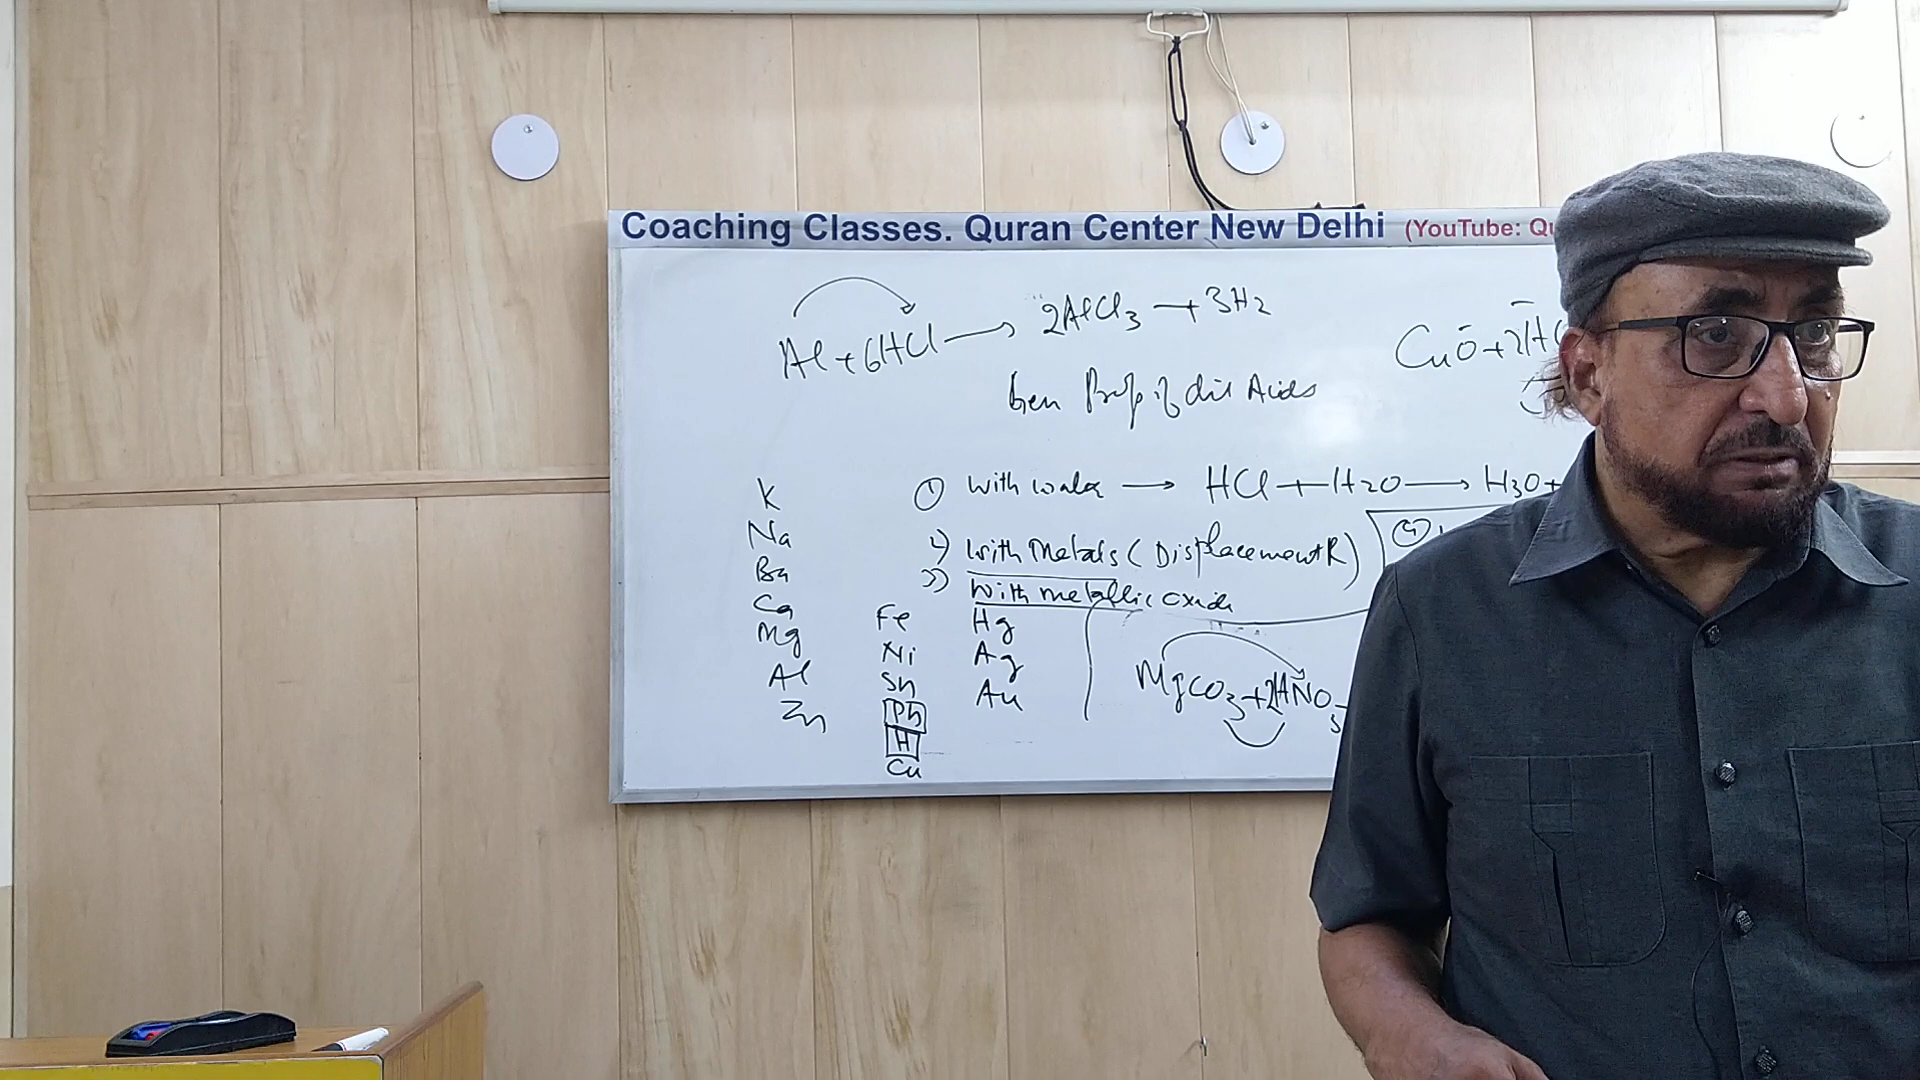 Coaching Classes. Quran Center New Delhi (YouTube: Qu
Al + 6HCl → 2AlCl3 → + 3H2
CuO + 2HC
Gen Prop of dil Acids
① with water → HCl + H2O → H3O+
2) with Metals (Displacement R)
④
3) with metallic oxide
K
Na
Ba
Ca
Mg
Al
Zn
Fe
Ni
Sn
Pb
H
Cu
Hg
Ag
Au
MgCO3 + 2HNO3